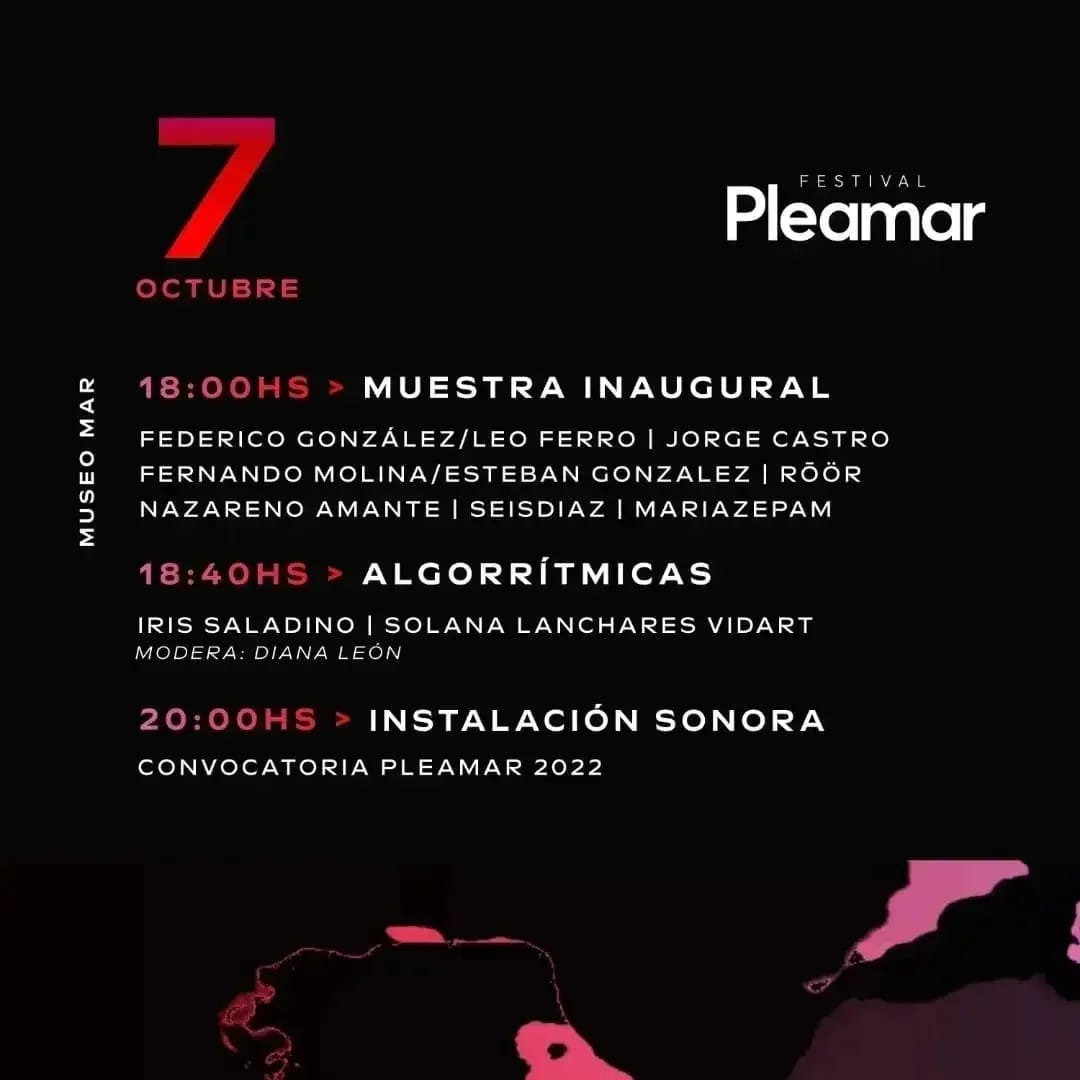 7
OCTUBRE
FESTIVAL
Pleamar
MUSEO MAR
18:00HS > MUESTRA INAUGURAL
FEDERICO GONZÁLEZ/LEO FERRO | JORGE CASTRO
FERNANDO MOLINA/ESTEBAN GONZALEZ | RŌÖR
NAZARENO AMANTE | SEISDIAZ | MARIAZEPAM
18:40HS > ALGORRÍTMICAS
IRIS SALADINO | SOLANA LANCHARES VIDART
MODERA: DIANA LEÓN
20:00HS > INSTALACIÓN SONORA
CONVOCATORIA PLEAMAR 2022